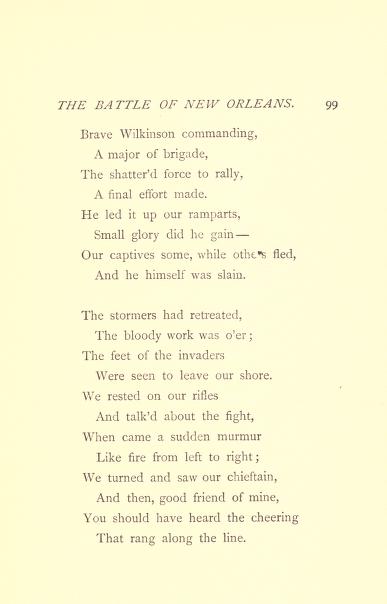 THE BATTLE OF NEW ORLEANS. 99
Brave Wilkinson commanding,
A major of brigade,
The shatter'd force to rally,
A final effort made.
He led it up our ramparts,
Small glory did he gain—
Our captives some, while others fled,
And he himself was slain.
The stormers had retreated,
The bloody work was o'er;
The feet of the invaders
Were seen to leave our shore.
We rested on our rifles
And talk'd about the fight,
When came a sudden murmur
Like fire from left to right;
We turned and saw our chieftain,
And then, good friend of mine,
You should have heard the cheering
That rang along the line.